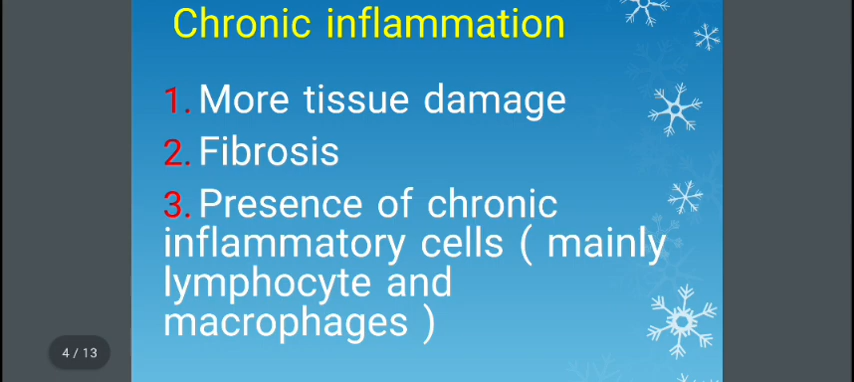 Chronic inflammation
1. More tissue damage
2. Fibrosis
3. Presence of chronic
inflammatory cells ( mainly
lymphocyte and
macrophages )
4 / 13